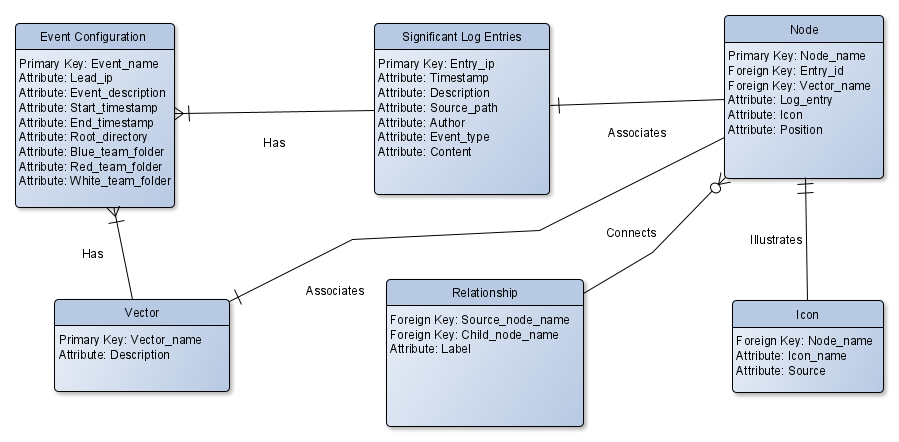 Event Configuration
Primary Key: Event_name
Attribute: Lead_ip
Attribute: Event_description
Attribute: Start_timestamp
Attribute: End_timestamp
Attribute: Root_directory
Attribute: Blue_team_folder
Attribute: Red_team_folder
Attribute: White_team_folder
Significant Log Entries
Primary Key: Entry_ip
Attribute: Timestamp
Attribute: Description
Attribute: Source_path
Attribute: Author
Attribute: Event_type
Attribute: Content
Node
Primary Key: Node_name
Foreign Key: Entry_id
Foreign Key: Vector_name
Attribute: Log_entry
Attribute: Icon
Attribute: Position
Has
Associates
Has
Associates
Connects
Illustrates
Vector
Primary Key: Vector_name
Attribute: Description
Relationship
Foreign Key: Source_node_name
Foreign Key: Child_node_name
Attribute: Label
Icon
Foreign Key: Node_name
Attribute: Icon_name
Attribute: Source